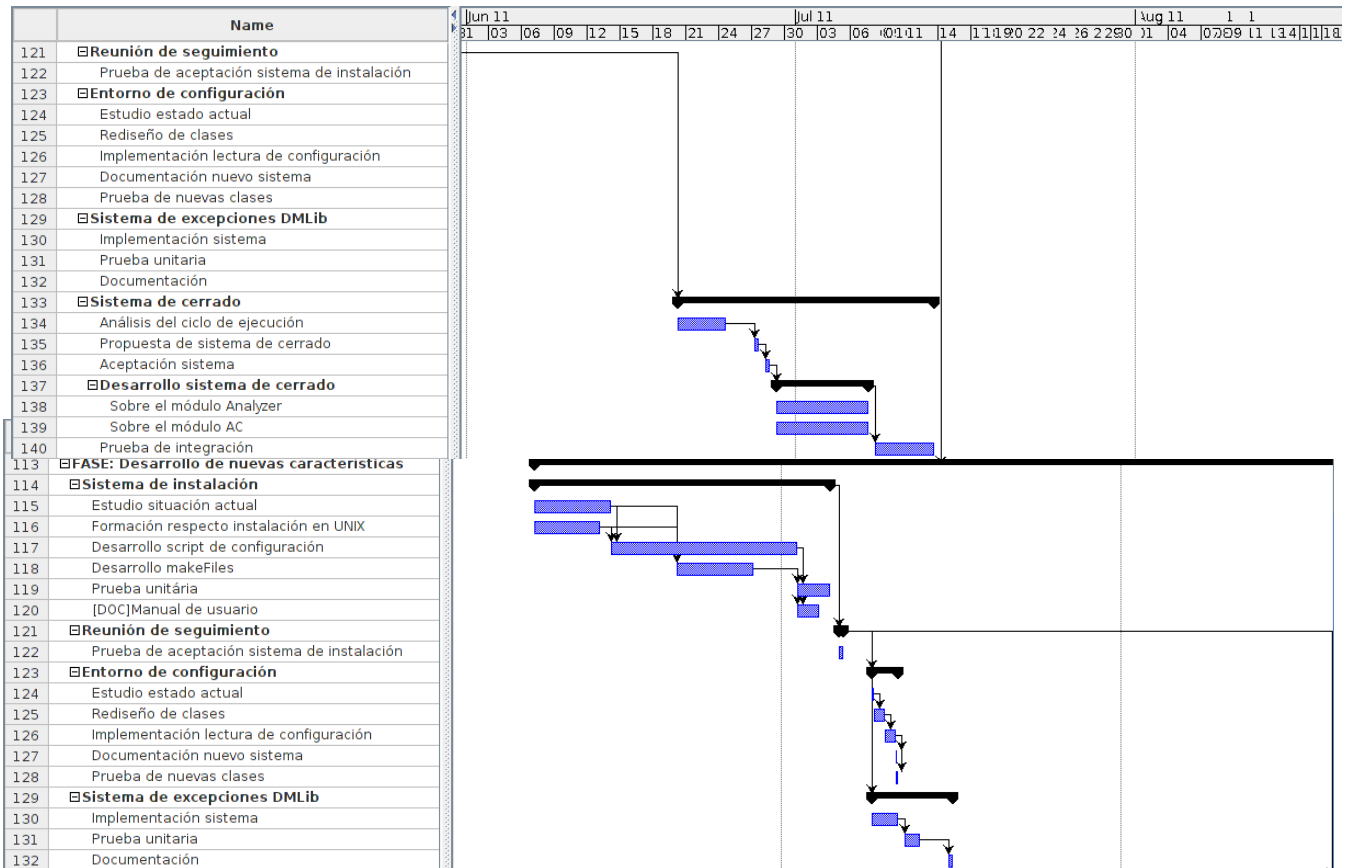 Name
Jun 11 Jul 11 Aug 11 1 1
31 03 06 09 12 15 18 21 24 27 30 03 06 14 22 24 26 04
121 Reunión de seguimiento
122 Prueba de aceptación sistema de instalación
123 Entorno de configuración
124 Estudio estado actual
125 Rediseño de clases
126 Implementación lectura de configuración
127 Documentación nuevo sistema
128 Prueba de nuevas clases
129 Sistema de excepciones DMLib
130 Implementación sistema
131 Prueba unitaria
132 Documentación
133 Sistema de cerrado
134 Análisis del ciclo de ejecución
135 Propuesta de sistema de cerrado
136 Aceptación sistema
137 Desarrollo sistema de cerrado
138 Sobre el módulo Analyzer
139 Sobre el módulo AC
140 Prueba de integración
113 FASE: Desarrollo de nuevas características
114 Sistema de instalación
115 Estudio situación actual
116 Formación respecto instalación en UNIX
117 Desarrollo script de configuración
118 Desarrollo makeFiles
119 Prueba unitária
120 [DOC]Manual de usuario
121 Reunión de seguimiento
122 Prueba de aceptación sistema de instalación
123 Entorno de configuración
124 Estudio estado actual
125 Rediseño de clases
126 Implementación lectura de configuración
127 Documentación nuevo sistema
128 Prueba de nuevas clases
129 Sistema de excepciones DMLib
130 Implementación sistema
131 Prueba unitaria
132 Documentación